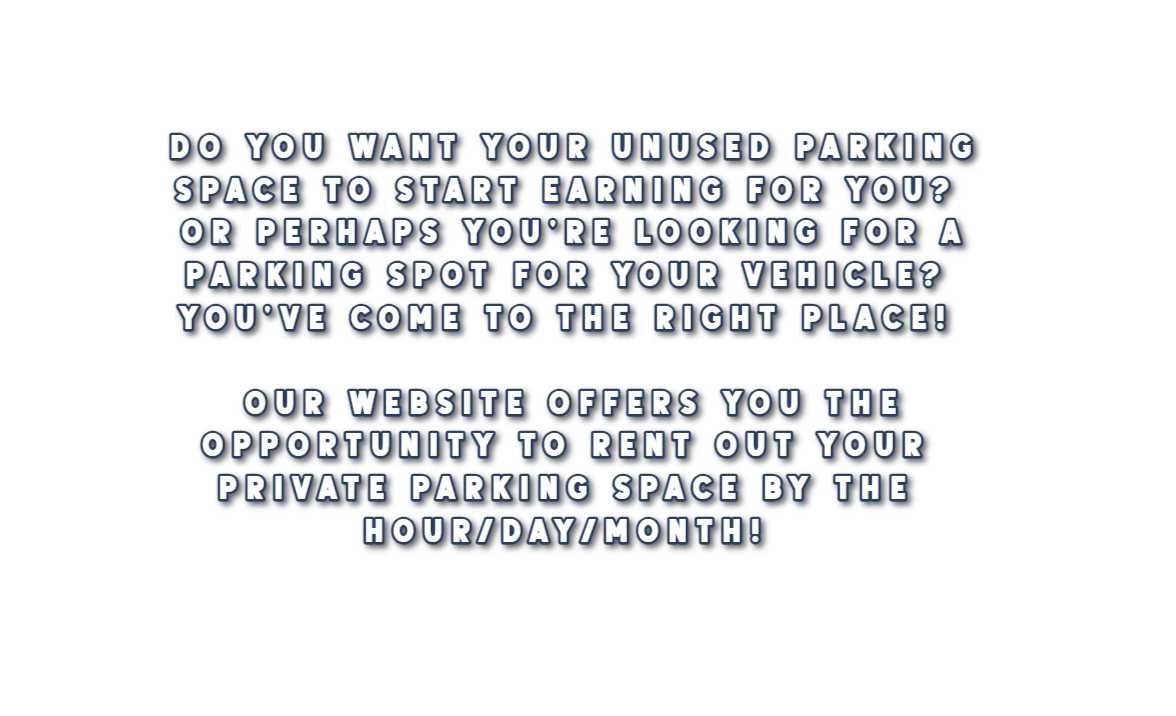 DO YOU WANT YOUR UNUSED PARKING
SPACE TO START EARNING FOR YOU?
OR PERHAPS YOU'RE LOOKING FOR A
PARKING SPOT FOR YOUR VEHICLE?
YOU'VE COME TO THE RIGHT PLACE!
OUR WEBSITE OFFERS YOU THE
OPPORTUNITY TO RENT OUT YOUR
PRIVATE PARKING SPACE BY THE
HOUR/DAY/MONTH!